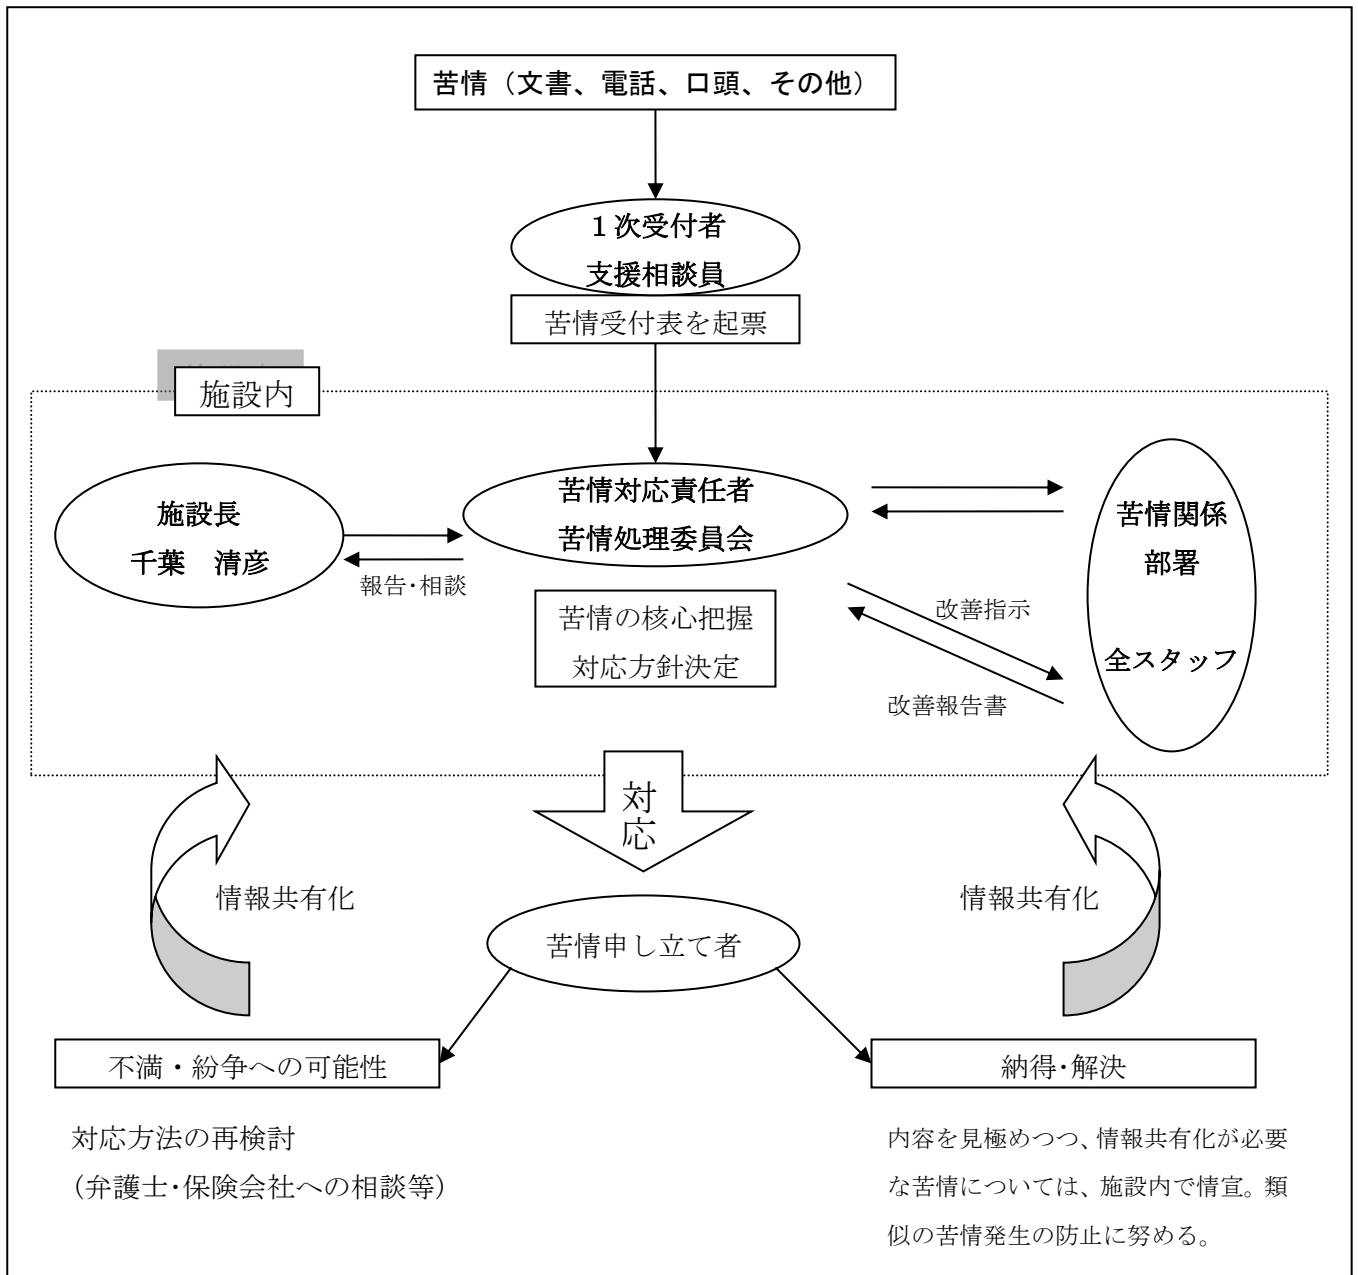 苦情（文書、電話、口頭、その他）
１次受付者
支援相談員
苦情受付表を起票
施設内
施設長
千葉　清彦
苦情対応責任者
苦情処理委員会
苦情関係
部署
全スタッフ
報告・相談
苦情の核心把握
対応方針決定
改善指示
改善報告書
対応
情報共有化
情報共有化
苦情申し立て者
不満・紛争への可能性
納得・解決
対応方法の再検討
（弁護士・保険会社への相談等）
内容を見極めつつ、情報共有化が必要
な苦情については、施設内で情宣。類
似の苦情発生の防止に努める。